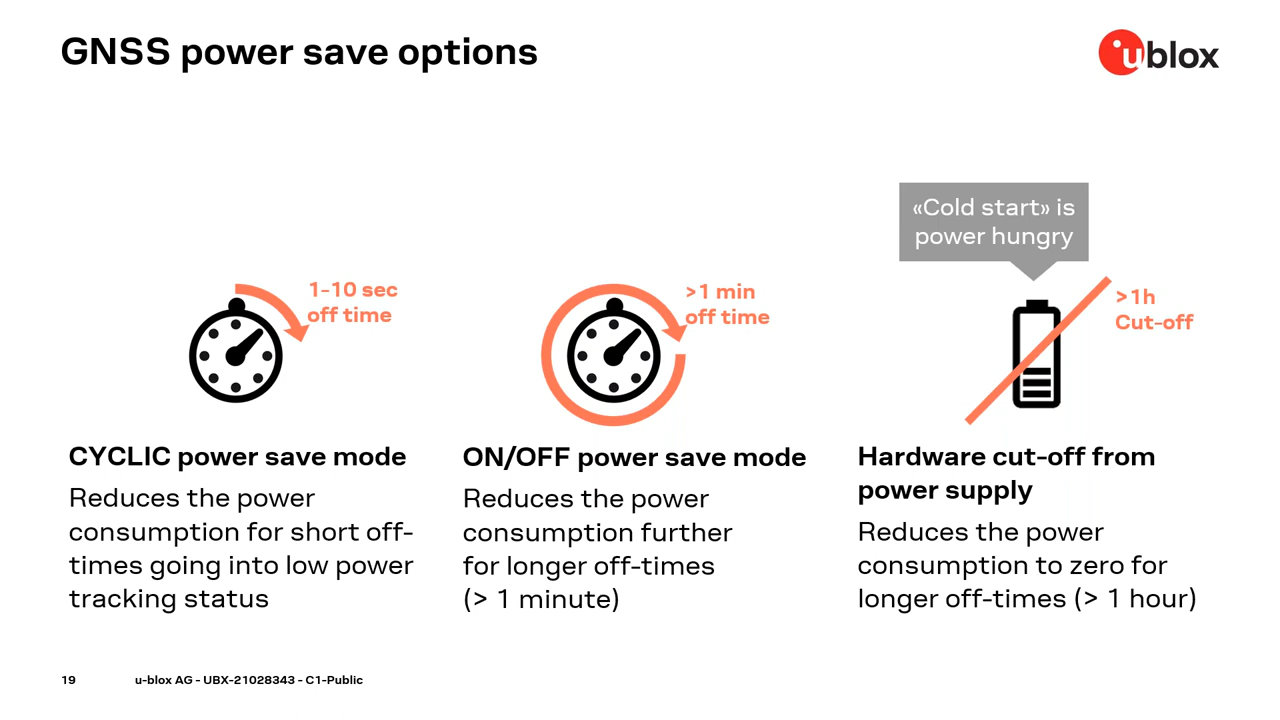 GNSS power save options
ublox
«Cold start» is
power hungry
1-10 sec
off time
>1 min
off time
>1h
Cut-off
CYCLIC power save mode
Reduces the power
consumption for short off-
times going into low power
tracking status
ON/OFF power save mode
Reduces the power
consumption further
for longer off-times
(> 1 minute)
Hardware cut-off from
power supply
Reduces the power
consumption to zero for
longer off-times (> 1 hour)
19
u-blox AG - UBX-21028343 - C1-Public